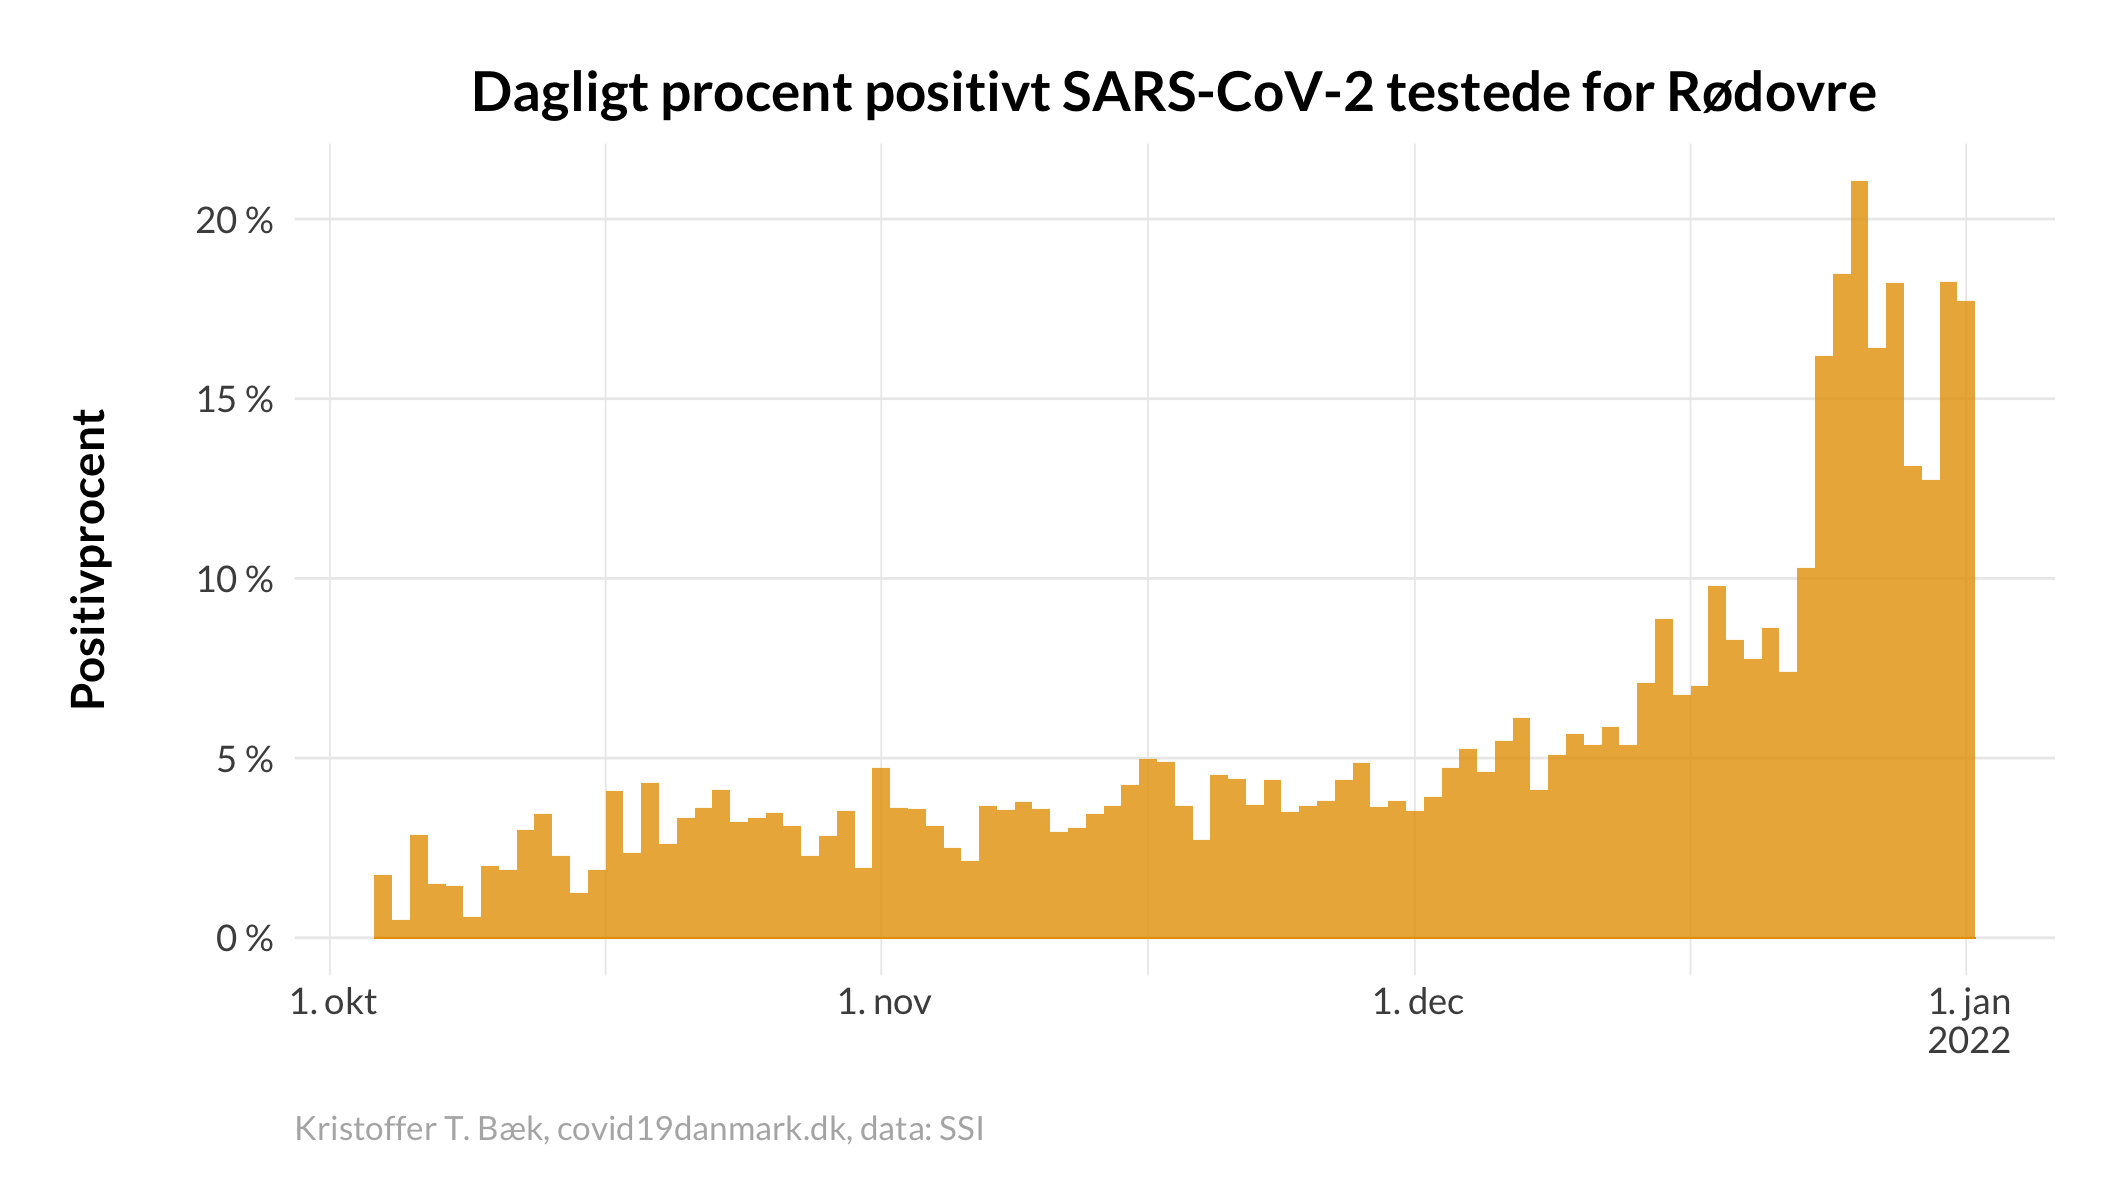 Dagligt procent positivt SARS-CoV-2 testede for Rødovre
Positivprocent
20 %
15 %
10 %
5 %
0 %
1. okt
1. nov
1. dec
1. jan
2022
Kristoffer T. Bæk, covid19danmark.dk, data: SSI